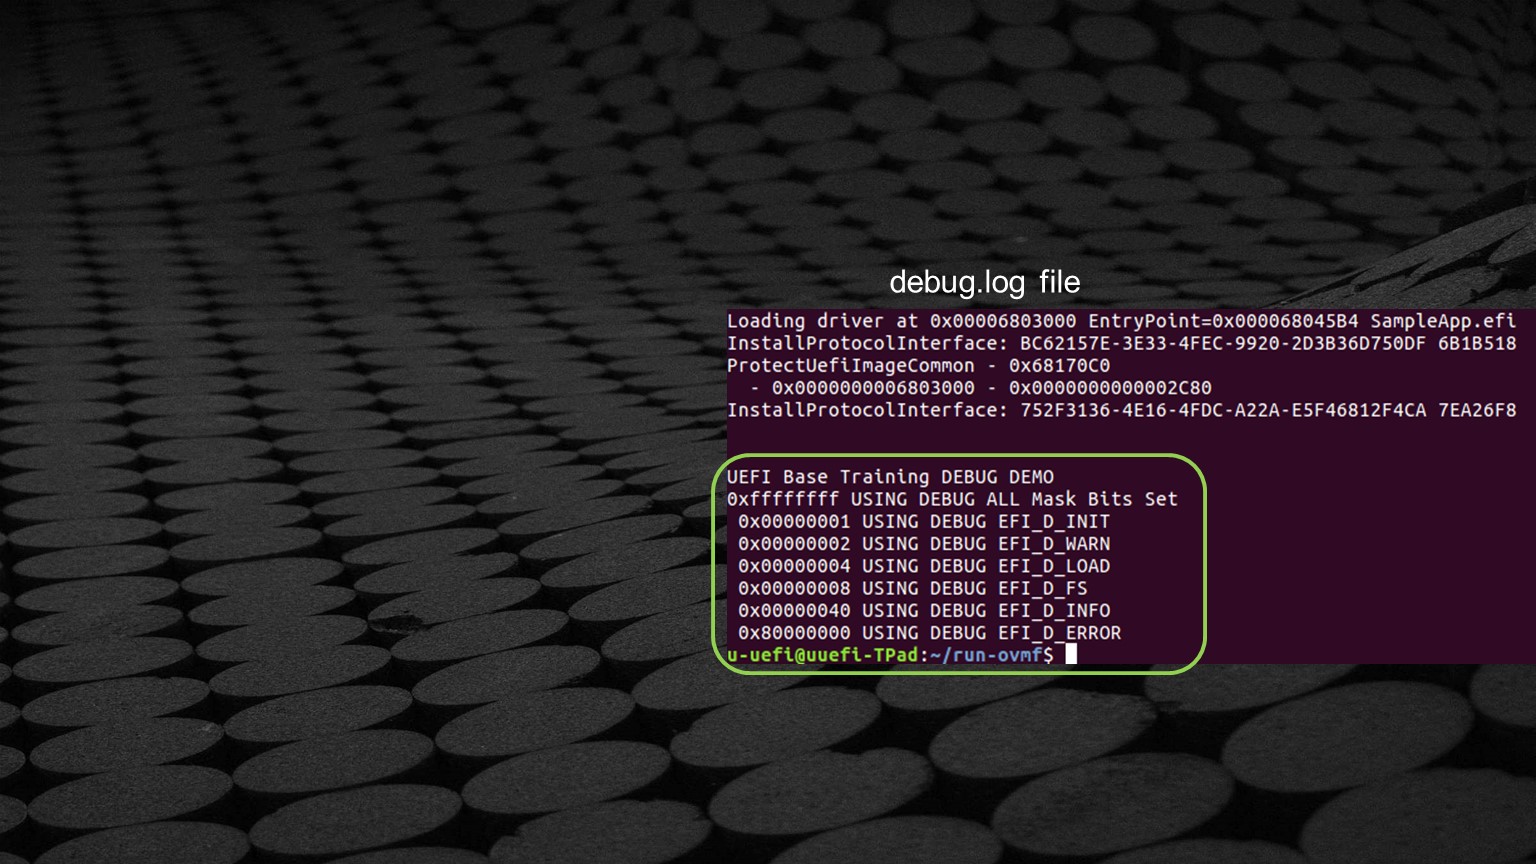 debug.log file
Loading driver at 0x00006803000 EntryPoint=0x000068045B4 SampleApp.efi
InstallProtocolInterface: BC62157E-3E33-4FEC-9920-2D3B36D750DF 6B1B518
ProtectUefiImageCommon - 0x68170C0
  - 0x0000000006803000 - 0x0000000000002C80
InstallProtocolInterface: 752F3136-4E16-4FDC-A22A-E5F46812F4CA 7EA26F8
UEFI Base Training DEBUG DEMO
0xffffffff USING DEBUG ALL Mask Bits Set
 0x00000001 USING DEBUG EFI_D_INIT
 0x00000002 USING DEBUG EFI_D_WARN
 0x00000004 USING DEBUG EFI_D_LOAD
 0x00000008 USING DEBUG EFI_D_FS
 0x00000040 USING DEBUG EFI_D_INFO
 0x80000000 USING DEBUG EFI_D_ERROR
u-uefi@uuefi-TPad:~/run-ovmf$